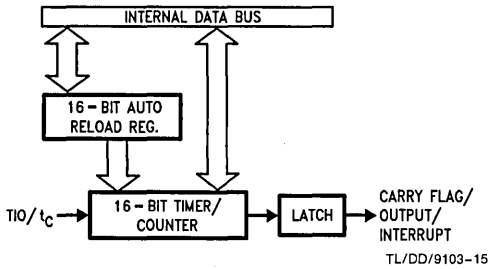 INTERNAL DATA BUS
16-BIT AUTO
RELOAD REG.
16-BIT TIMER/
COUNTER
TIO/tC
LATCH
CARRY FLAG/
OUTPUT/
INTERRUPT
TL/DD/9103-15